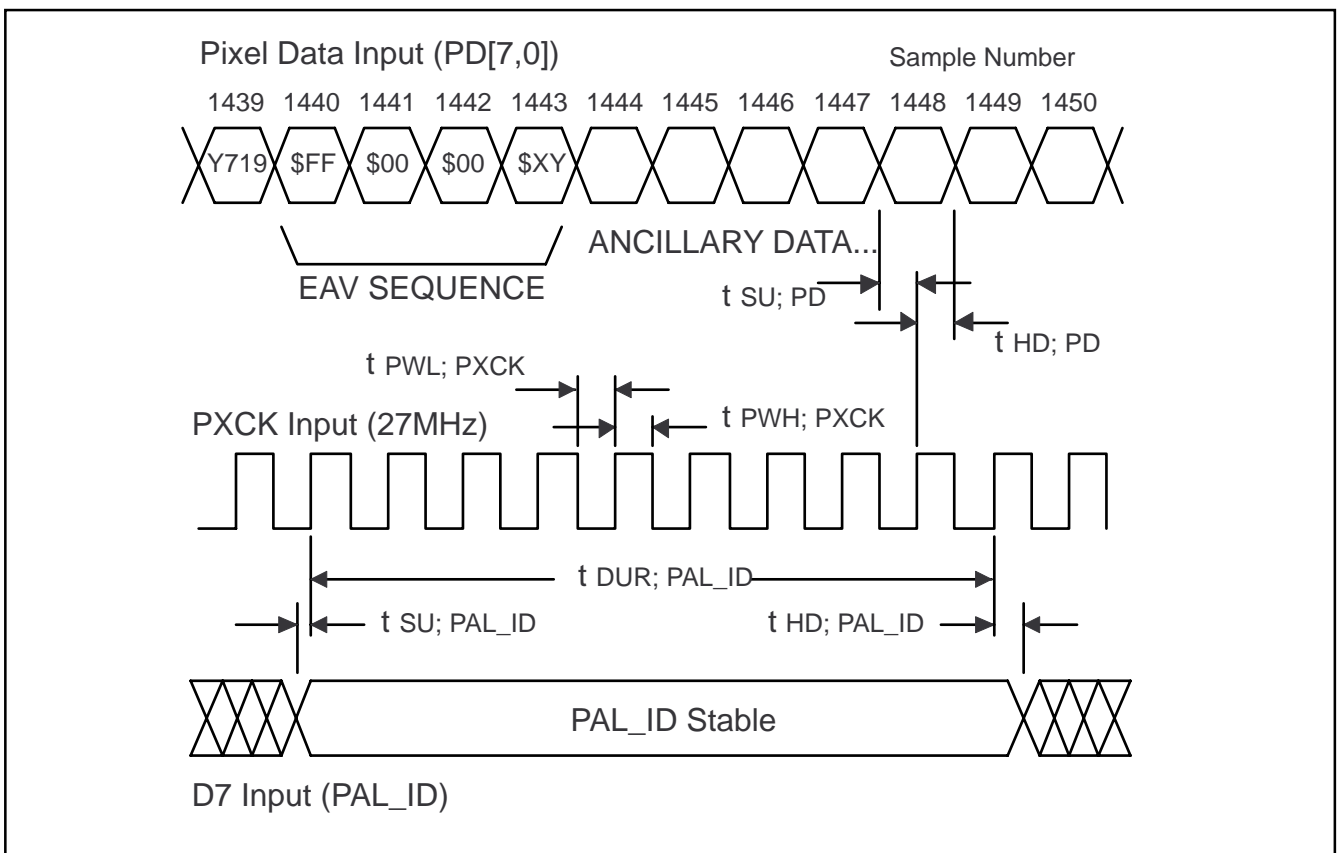 Pixel Data Input (PD[7,0])
Sample Number
1439 1440 1441 1442 1443 1444 1445 1446 1447 1448 1449 1450
Y719 $FF $00 $00 $XY
ANCILLARY DATA...
EAV SEQUENCE
t SU; PD
t HD; PD
t PWL; PXCK
t PWH; PXCK
PXCK Input (27MHz)
t DUR; PAL_ID
t SU; PAL_ID
t HD; PAL_ID
PAL_ID Stable
D7 Input (PAL_ID)